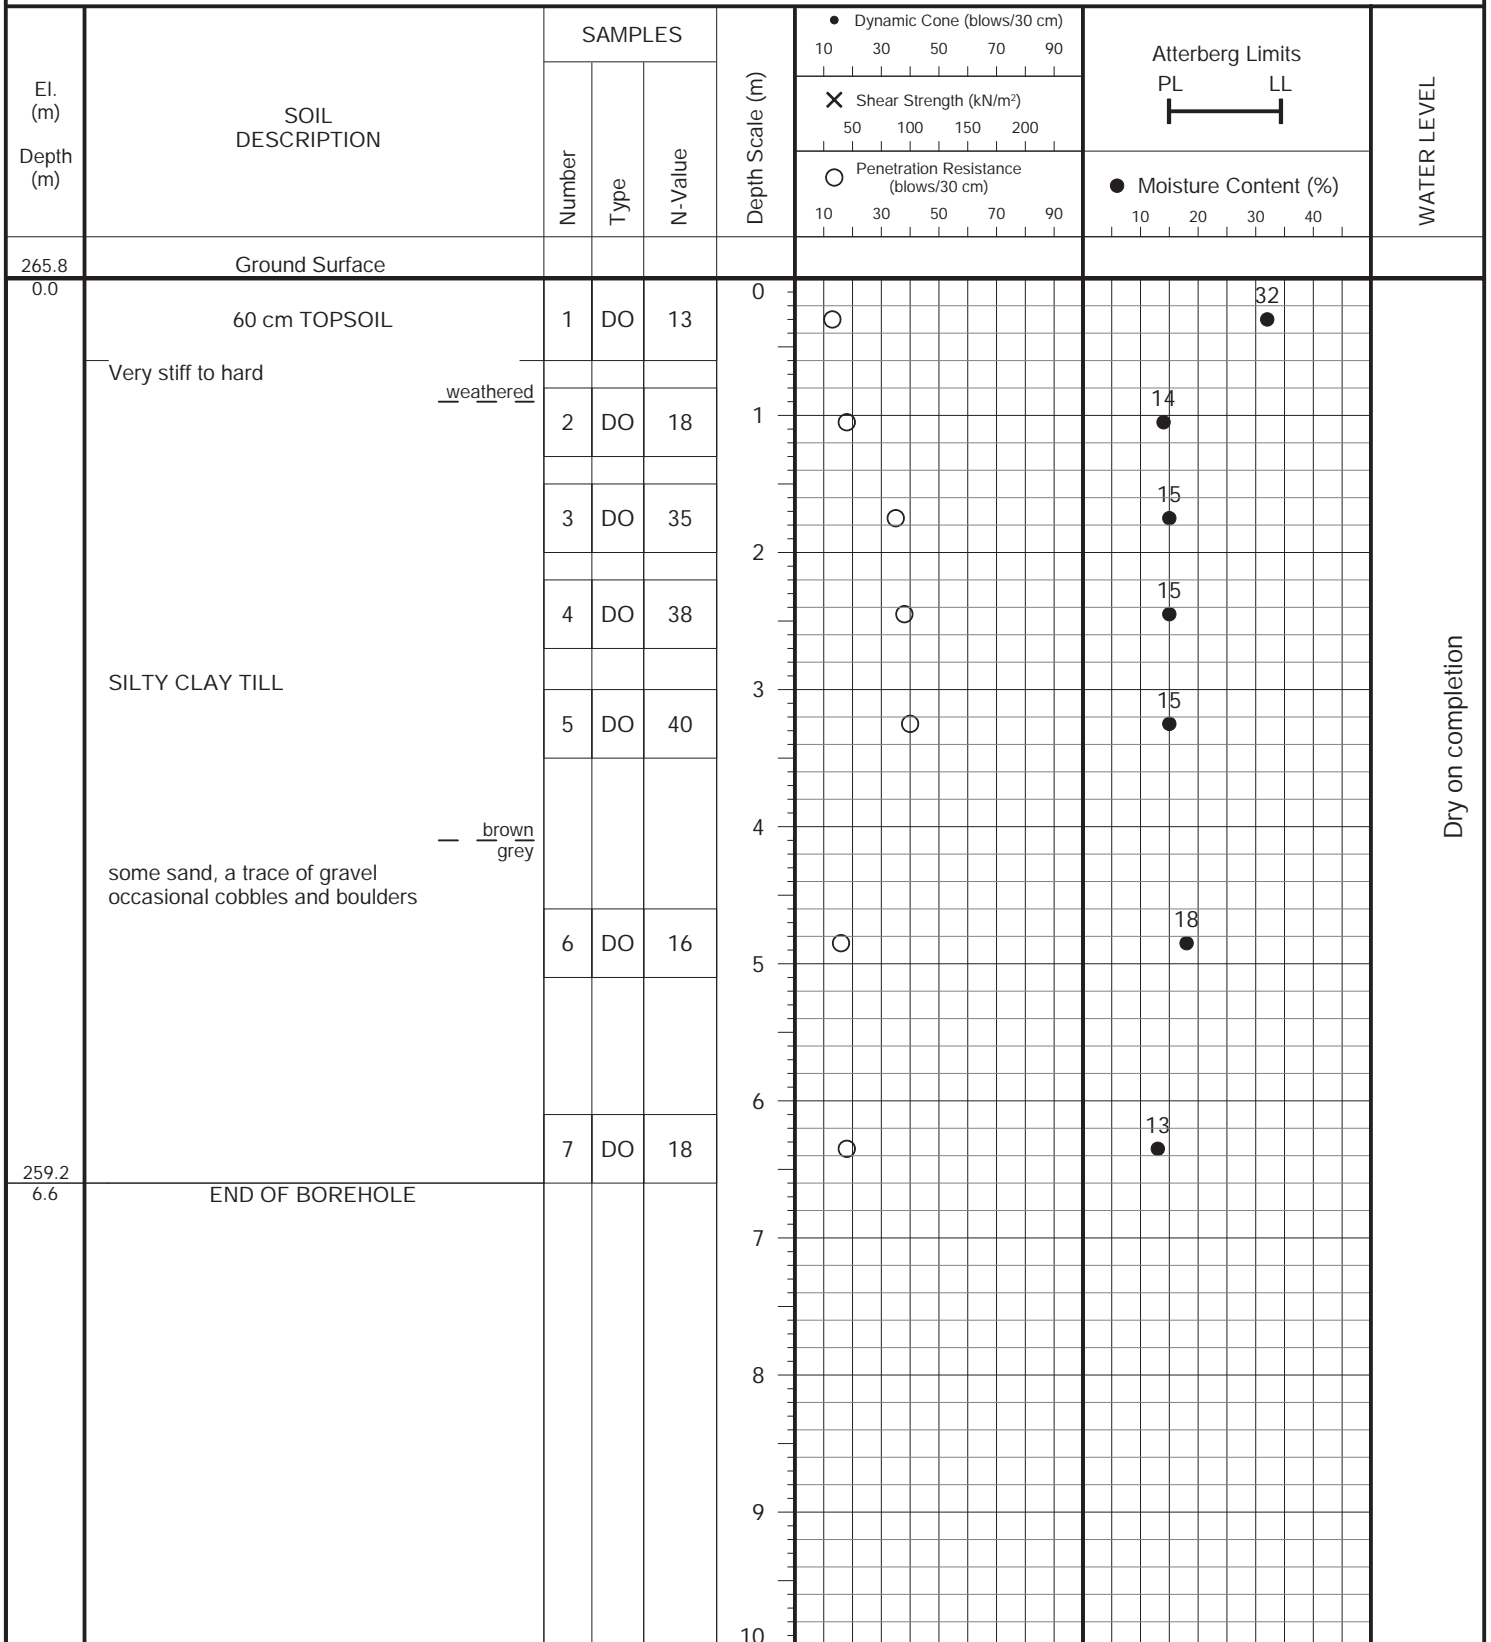 El.
(m)
Depth
(m)
SOIL
DESCRIPTION
SAMPLES
Number
Type
N-Value
Depth Scale (m)
Dynamic Cone (blows/30 cm)
10 30 50 70 90
Shear Strength (kN/m²)
50 100 150 200
Penetration Resistance
(blows/30 cm)
10 30 50 70 90
Atterberg Limits
PL LL
Moisture Content (%)
10 20 30 40
WATER LEVEL
265.8 Ground Surface
0.0
0
32
60 cm TOPSOIL 1 DO 13
Very stiff to hard
weathered
14
1
2 DO 18
15
3 DO 35
2
15
4 DO 38
SILTY CLAY TILL
3
15
5 DO 40
4
brown
grey
some sand, a trace of gravel
occasional cobbles and boulders
18
6 DO 16
5
6
13
7 DO 18
259.2
6.6 END OF BOREHOLE
7
8
9
10
Dry on completion